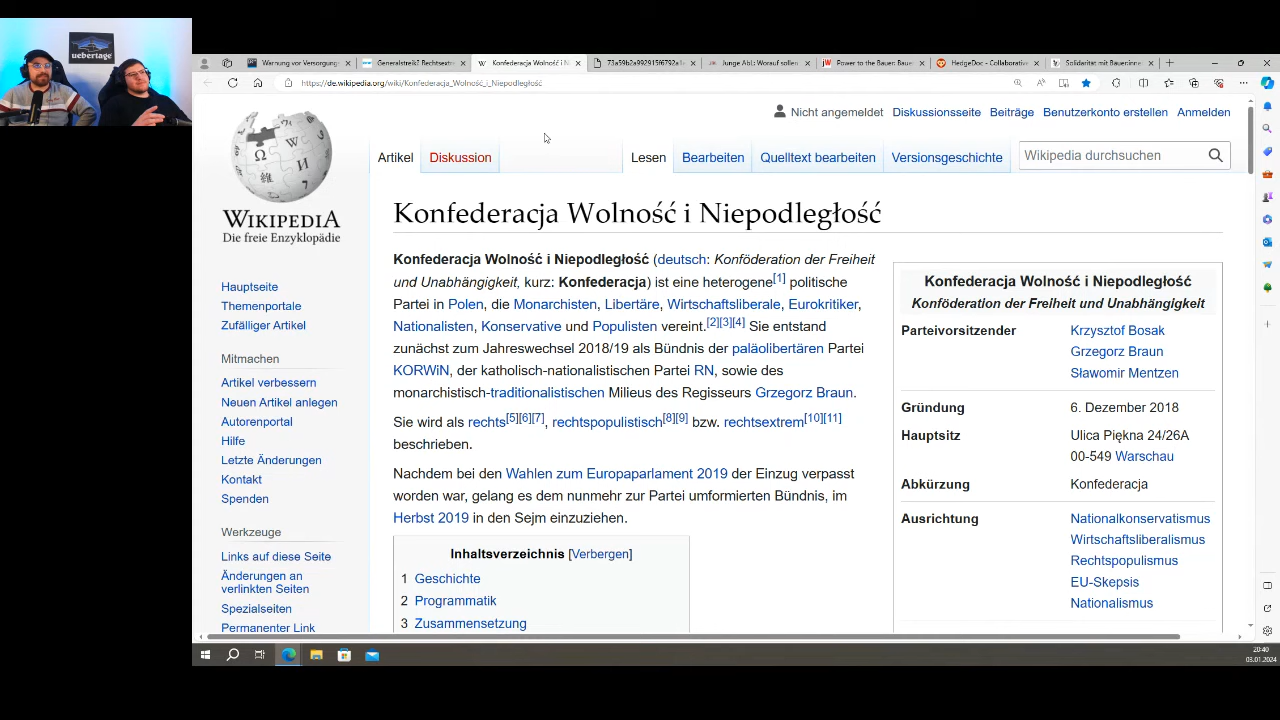 uebertage
Warnung vor Versorgungs
Generalstreik! Rechtsextre
Konfederacja Wolność i N
73a59b2a992915f6792a1
Junge AbL: Worauf sollen
Power to the Bauer: Baue
HedgeDoc - Collaborative
Solidarität mit Bäuerinne
https://de.wikipedia.org/wiki/Konfederacja_Wolność_i_Niepodległość
Nicht angemeldet Diskussionsseite Beiträge Benutzerkonto erstellen Anmelden
Artikel Diskussion Lesen Bearbeiten Quelltext bearbeiten Versionsgeschichte Wikipedia durchsuchen
WIKIPEDIA
Die freie Enzyklopädie
Hauptseite
Themenportale
Zufälliger Artikel
Mitmachen
Artikel verbessern
Neuen Artikel anlegen
Autorenportal
Hilfe
Letzte Änderungen
Kontakt
Spenden
Werkzeuge
Links auf diese Seite
Änderungen an
verlinkten Seiten
Spezialseiten
Permanenter Link
Konfederacja Wolność i Niepodległość
Konfederacja Wolność i Niepodległość (deutsch: Konföderation der Freiheit
und Unabhängigkeit, kurz: Konfederacja) ist eine heterogene[1] politische
Partei in Polen, die Monarchisten, Libertäre, Wirtschaftsliberale, Eurokritiker,
Nationalisten, Konservative und Populisten vereint.[2][3][4] Sie entstand
zunächst zum Jahreswechsel 2018/19 als Bündnis der paläolibertären Partei
KORWiN, der katholisch-nationalistischen Partei RN, sowie des
monarchistisch-traditionalistischen Milieus des Regisseurs Grzegorz Braun.
Sie wird als rechts[5][6][7], rechtspopulistisch[8][9] bzw. rechtsextrem[10][11]
beschrieben.
Nachdem bei den Wahlen zum Europaparlament 2019 der Einzug verpasst
worden war, gelang es dem nunmehr zur Partei umformierten Bündnis, im
Herbst 2019 in den Sejm einzuziehen.
Inhaltsverzeichnis [Verbergen]
1 Geschichte
2 Programmatik
3 Zusammensetzung
Konfederacja Wolność i Niepodległość
Konföderation der Freiheit und Unabhängigkeit
Parteivorsitzender Krzysztof Bosak
Grzegorz Braun
Sławomir Mentzen
Gründung 6. Dezember 2018
Hauptsitz Ulica Piękna 24/26A
00-549 Warschau
Abkürzung Konfederacja
Ausrichtung Nationalkonservatismus
Wirtschaftsliberalismus
Rechtspopulismus
EU-Skepsis
Nationalismus
20:40
03.01.2024